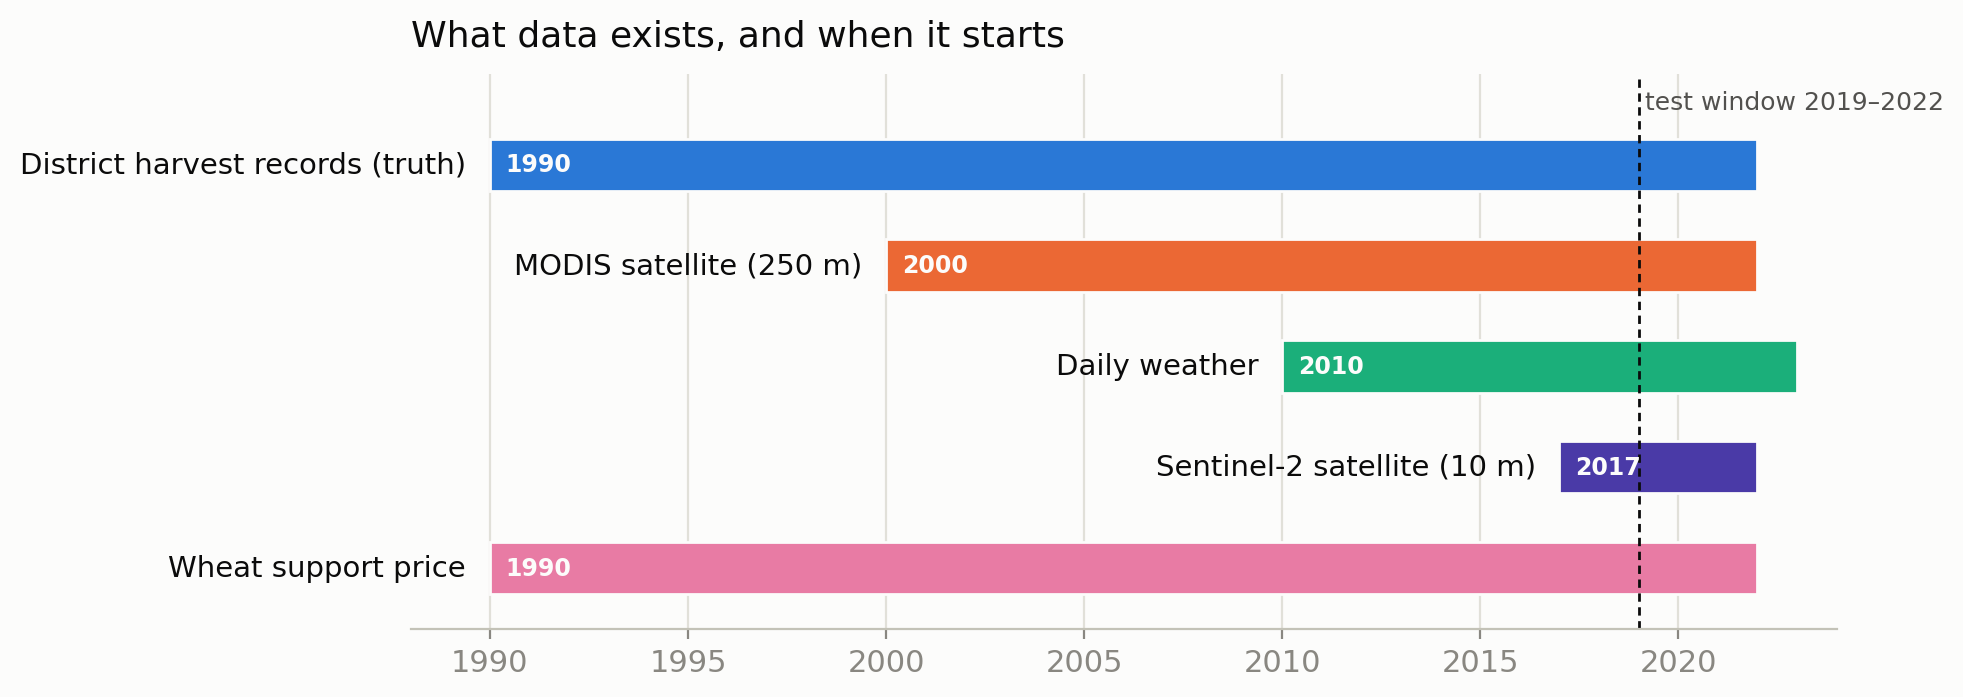 What data exists, and when it starts
test window 2019–2022
District harvest records (truth) 1990
MODIS satellite (250 m) 2000
Daily weather 2010
Sentinel-2 satellite (10 m) 2017
Wheat support price 1990
1990 1995 2000 2005 2010 2015 2020